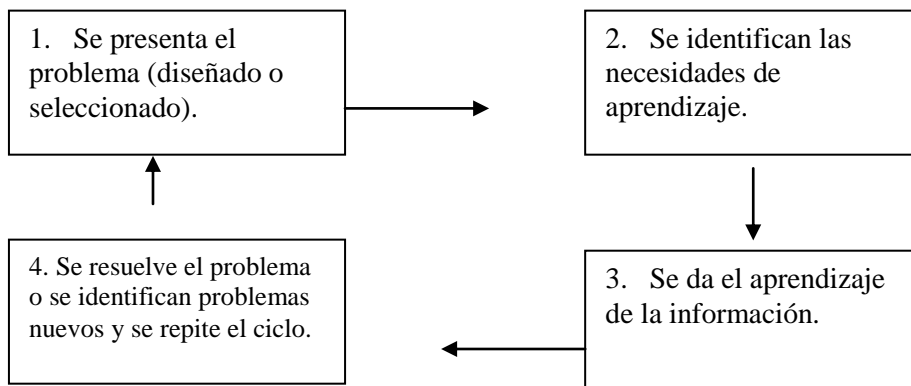 1. Se presenta el
problema (diseñado o
seleccionado).
2. Se identifican las
necesidades de
aprendizaje.
3. Se da el aprendizaje
de la información.
4. Se resuelve el problema
o se identifican problemas
nuevos y se repite el ciclo.